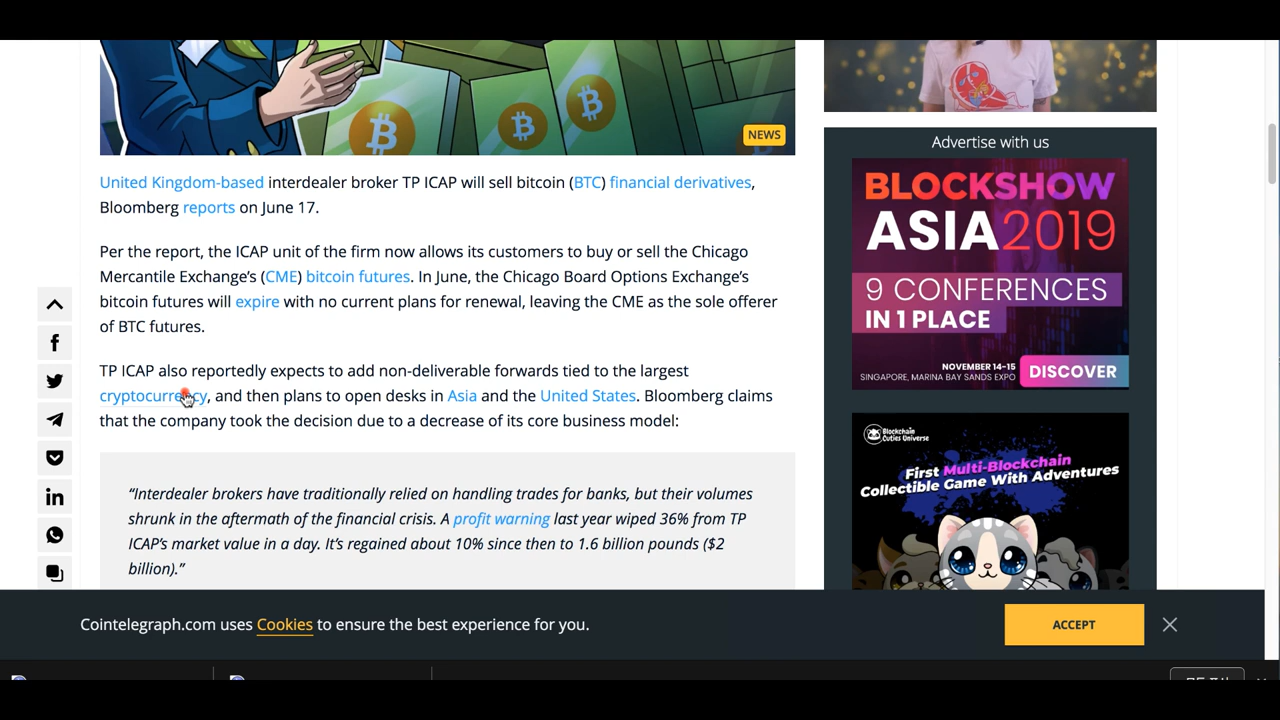 NEWS
United Kingdom-based interdealer broker TP ICAP will sell bitcoin (BTC) financial derivatives,
Bloomberg reports on June 17.
Per the report, the ICAP unit of the firm now allows its customers to buy or sell the Chicago
Mercantile Exchange’s (CME) bitcoin futures. In June, the Chicago Board Options Exchange’s
bitcoin futures will expire with no current plans for renewal, leaving the CME as the sole offerer
of BTC futures.
TP ICAP also reportedly expects to add non-deliverable forwards tied to the largest
cryptocurrency, and then plans to open desks in Asia and the United States. Bloomberg claims
that the company took the decision due to a decrease of its core business model:
“Interdealer brokers have traditionally relied on handling trades for banks, but their volumes
shrunk in the aftermath of the financial crisis. A profit warning last year wiped 36% from TP
ICAP’s market value in a day. It’s regained about 10% since then to 1.6 billion pounds ($2
billion).”
Advertise with us
BLOCKSHOW
ASIA 2019
9 CONFERENCES
IN 1 PLACE
NOVEMBER 14-15
SINGAPORE, MARINA BAY SANDS EXPO
DISCOVER
Blockchain
Cuties Universe
First Multi-Blockchain
Collectible Game With Adventures
Cointelegraph.com uses Cookies to ensure the best experience for you.
ACCEPT